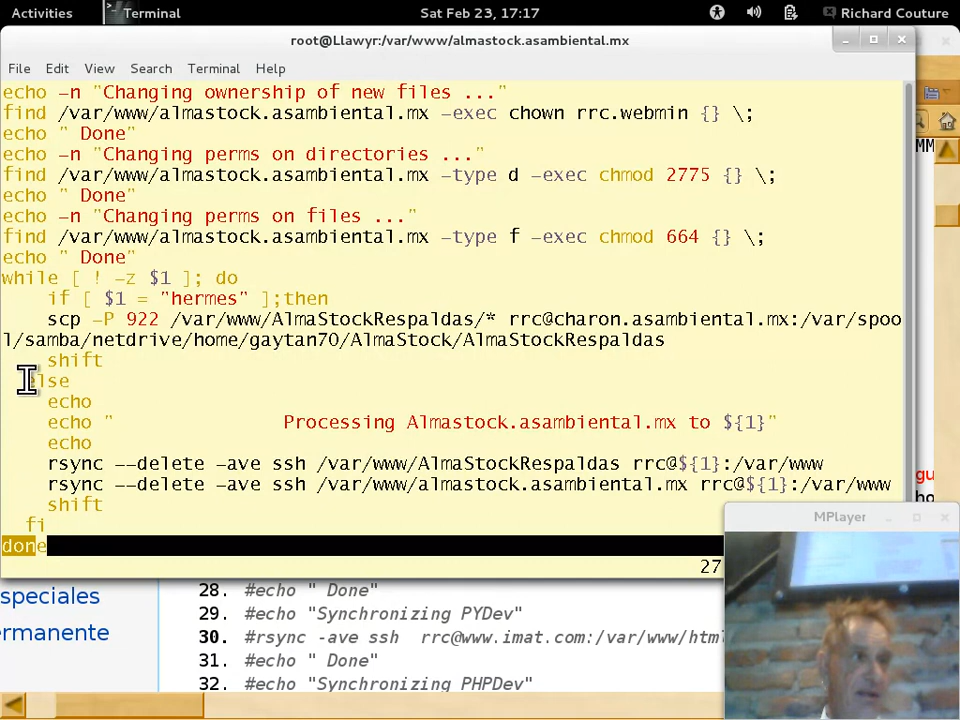 Activities Terminal Sat Feb 23, 17:17 Richard Couture
root@Llawyr:/var/www/almastock.asambiental.mx
File Edit View Search Terminal Help
echo -n "Changing ownership of new files ..."
find /var/www/almastock.asambiental.mx -exec chown rrc.webmin {} \;
echo " Done"
echo -n "Changing perms on directories ..."
find /var/www/almastock.asambiental.mx -type d -exec chmod 2775 {} \;
echo " Done"
echo -n "Changing perms on files ..."
find /var/www/almastock.asambiental.mx -type f -exec chmod 664 {} \;
echo " Done"
while [ ! -z $1 ]; do
if [ $1 = "hermes" ];then
scp -P 922 /var/www/AlmaStockRespaldas/* rrc@charon.asambiental.mx:/var/spoo
l/samba/netdrive/home/gaytan70/AlmaStock/AlmaStockRespaldas
shift
else
echo
echo " Processing Almastock.asambiental.mx to ${1}"
echo
rsync --delete -ave ssh /var/www/AlmaStockRespaldas rrc@${1}:/var/www
rsync --delete -ave ssh /var/www/almastock.asambiental.mx rrc@${1}:/var/www
shift
fi
done
27
MM
gu
ho
MPlayer
speciales
ermanente
28. #echo " Done"
29. #echo "Synchronizing PYDev"
30. #rsync -ave ssh rrc@www.imat.com:/var/www/htm
31. #echo " Done"
32. #echo "Synchronizing PHPDev"